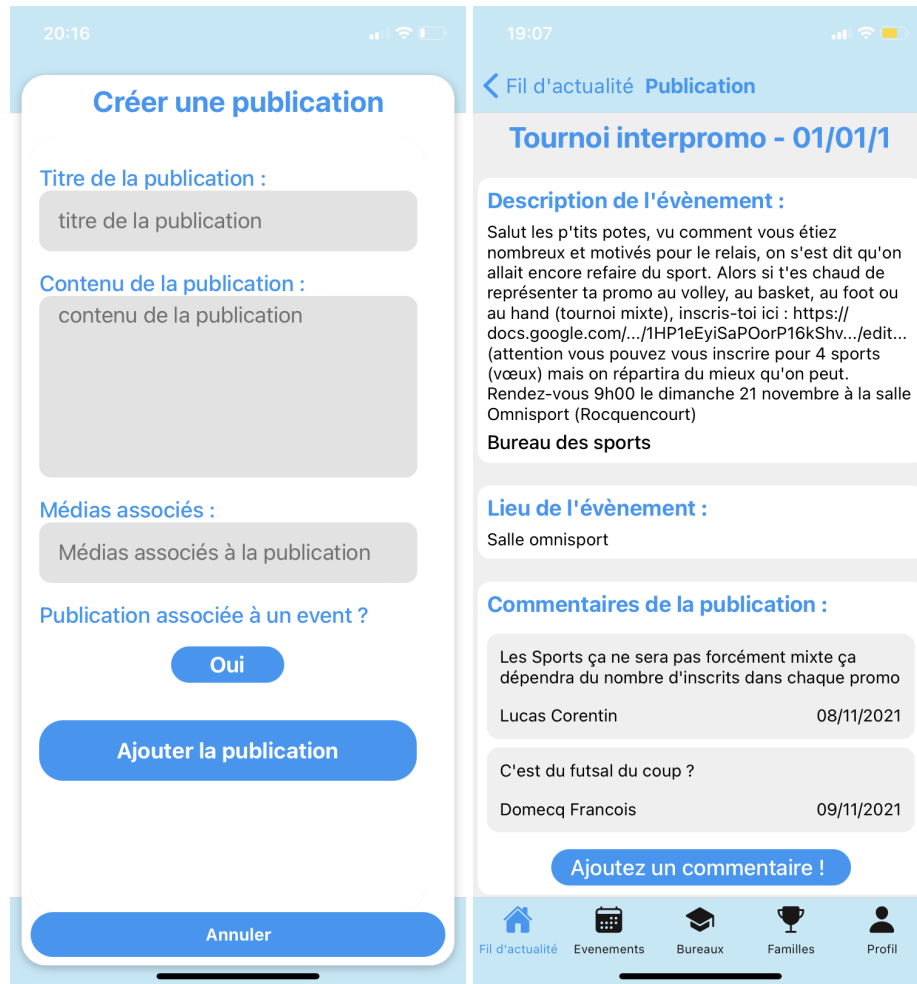 20:16
Créer une publication
Titre de la publication :
titre de la publication
Contenu de la publication :
contenu de la publication
Médias associés :
Médias associés à la publication
Publication associée à un event ?
Oui
Ajouter la publication
Annuler
19:07
Fil d'actualité Publication
Tournoi interpromo - 01/01/1
Description de l'évènement :
Salut les p'tits potes, vu comment vous étiez
nombreux et motivés pour le relais, on s'est dit qu'on
allait encore refaire du sport. Alors si t'es chaud de
représenter ta promo au volley, au basket, au foot ou
au hand (tournoi mixte), inscris-toi ici : https://
docs.google.com/.../1HP1eEyiSaPOorP16kShv.../edit...
(attention vous pouvez vous inscrire pour 4 sports
(vœux) mais on répartira du mieux qu'on peut.
Rendez-vous 9h00 le dimanche 21 novembre à la salle
Omnisport (Rocquencourt)
Bureau des sports
Lieu de l'évènement :
Salle omnisport
Commentaires de la publication :
Les Sports ça ne sera pas forcément mixte ça
dépendra du nombre d'inscrits dans chaque promo
Lucas Corentin 08/11/2021
C'est du futsal du coup ?
Domecq Francois 09/11/2021
Ajoutez un commentaire !
Fil d'actualité Evenements Bureaux Familles Profil